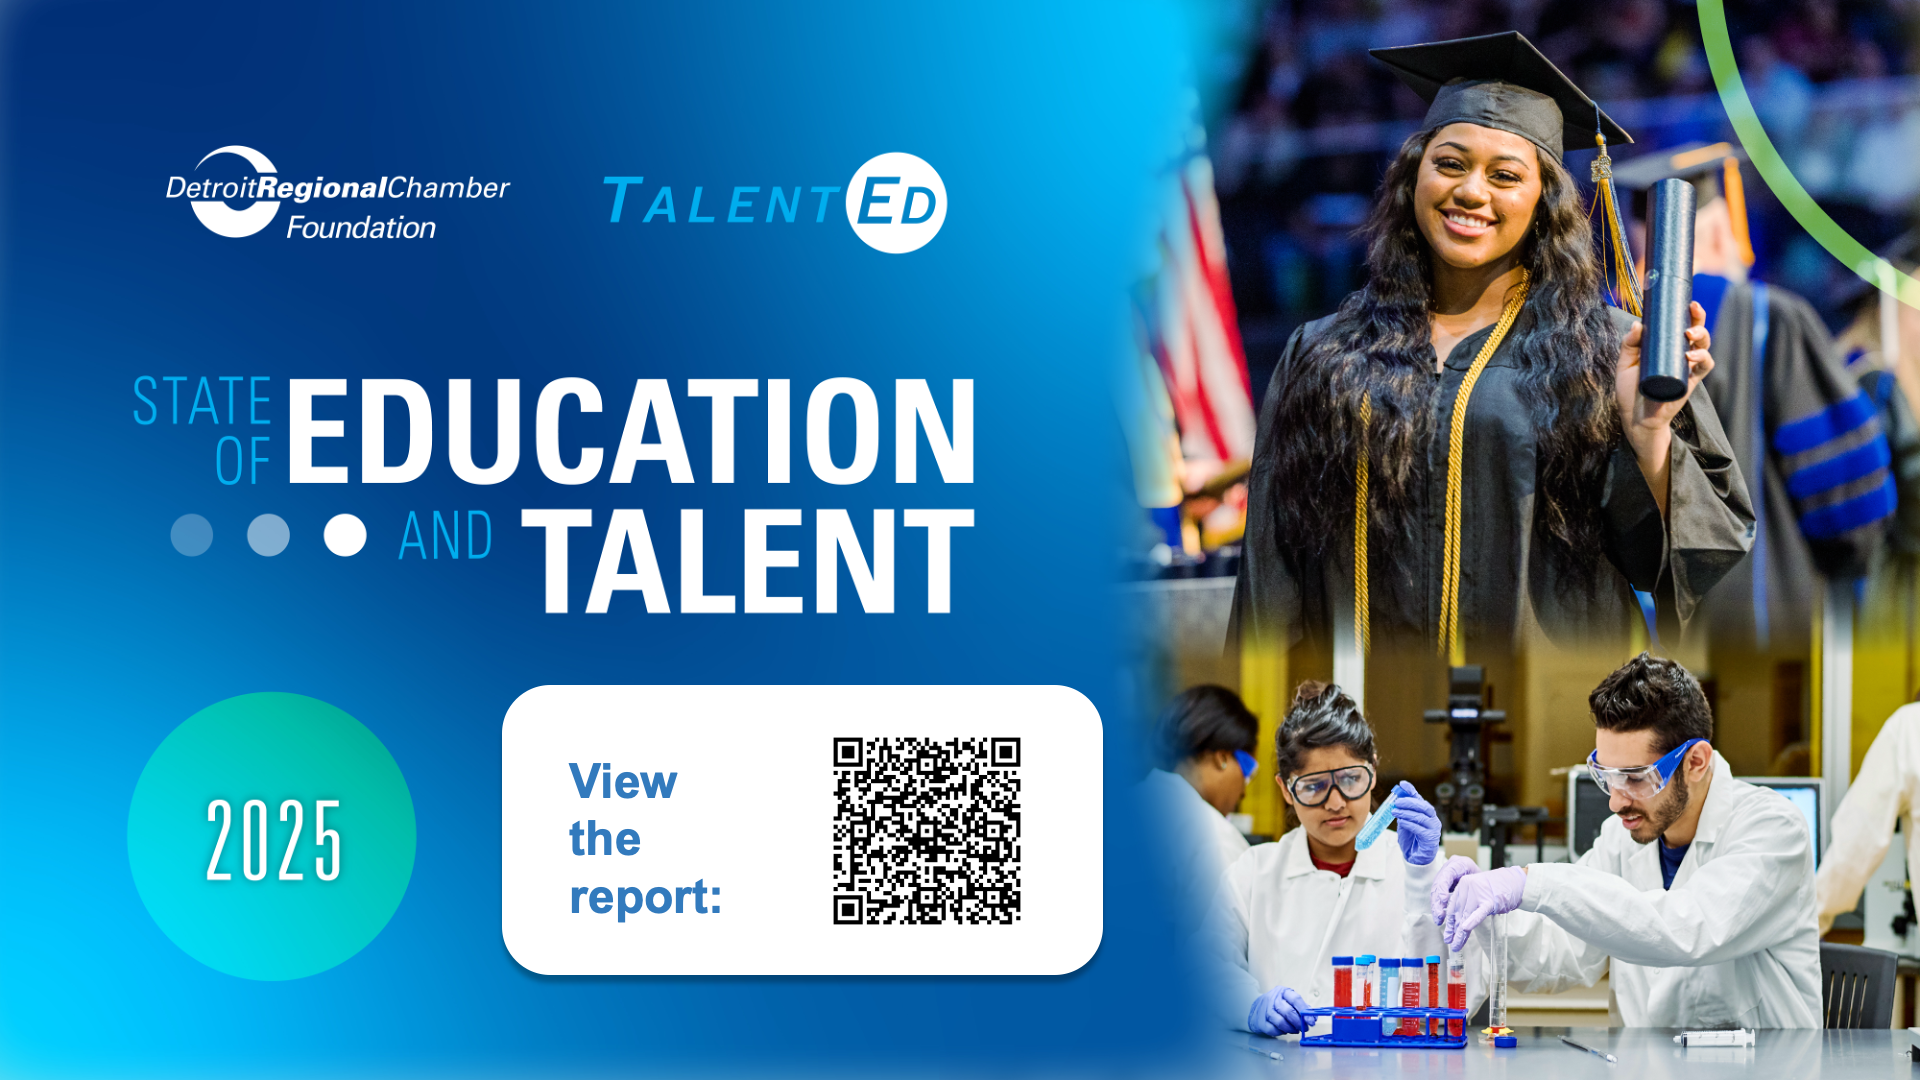 DetroitRegionalChamber
Foundation
TALENTED
STATE
OF
EDUCATION
AND
TALENT
2025
View
the
report: